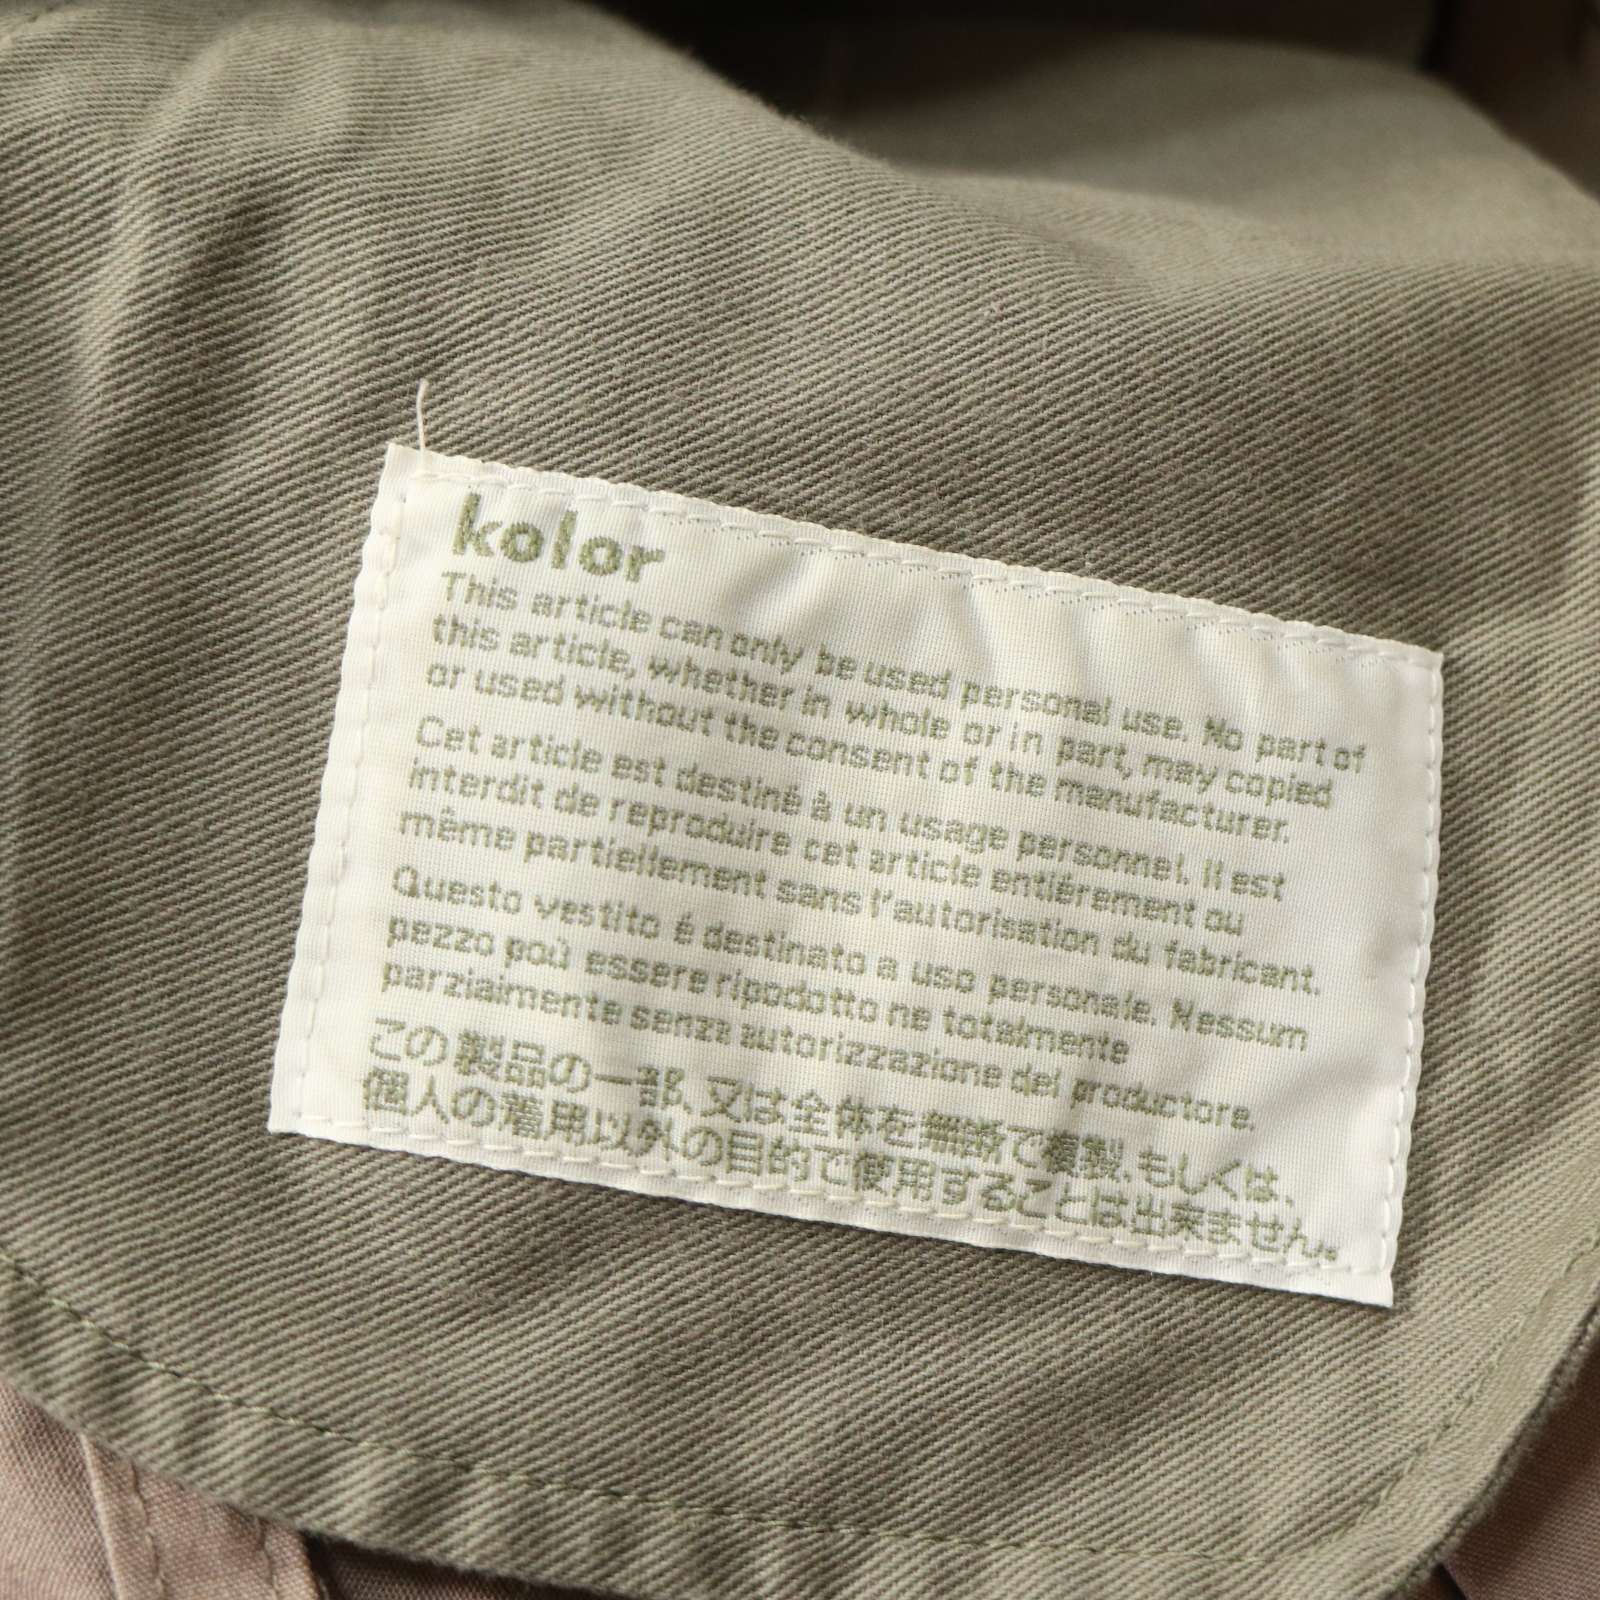 kolor
This article can only be used personal use. No part of
this article, whether in whole or in part, may copied
or used without the consent of the manufacturer.
Cet article est destiné à un usage personnel. Il est
interdit de reproduire cet article entiérement ou
même partiellement sans l'autorisation du fabricant.
Questo vestito é destinato a uso personale. Nessum
pezzo poù essere ripodotto ne totalmente
parzialmente senza autorizzazione del productore.
この製品の一部、又は全体を無断で複製、もしくは、
個人の着用以外の目的で使用することは出来ません。